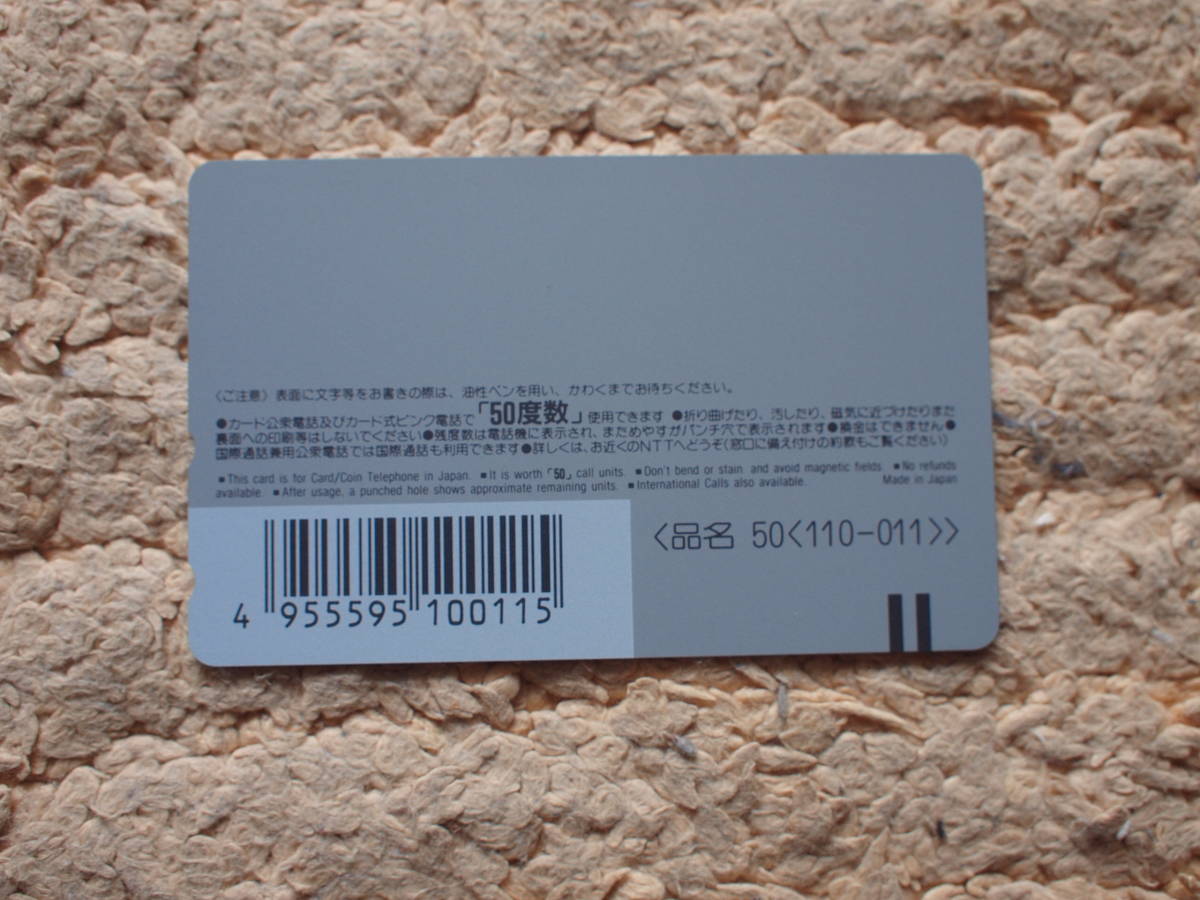 〈ご注意〉表面に文字等をお書きの際は、油性ペンを用い、かわくまでお待ちください。
●カード公衆電話及びカード式ピンク電話で「50度数」使用できます ●折り曲げたり、汚したり、磁気に近づけたりまた
裏面への印刷等はしないでください●残度数は電話機に表示され、まためやすがパンチ穴で表示されます●換金はできません●
国際通話兼用公衆電話では国際通話も利用できます●詳しくは、お近くのNTTへどうぞ(窓口に備え付けの約款もご覧ください)
■This card is for Card/Coin Telephone in Japan. ■It is worth「50」call units. ■Don't bend or stain and avoid magnetic fields. ■No refunds
available. ■After usage, a punched hole shows approximate remaining units. ■International Calls also available. Made in Japan
〈品名 50〈110-011〉〉
4 955595 100115